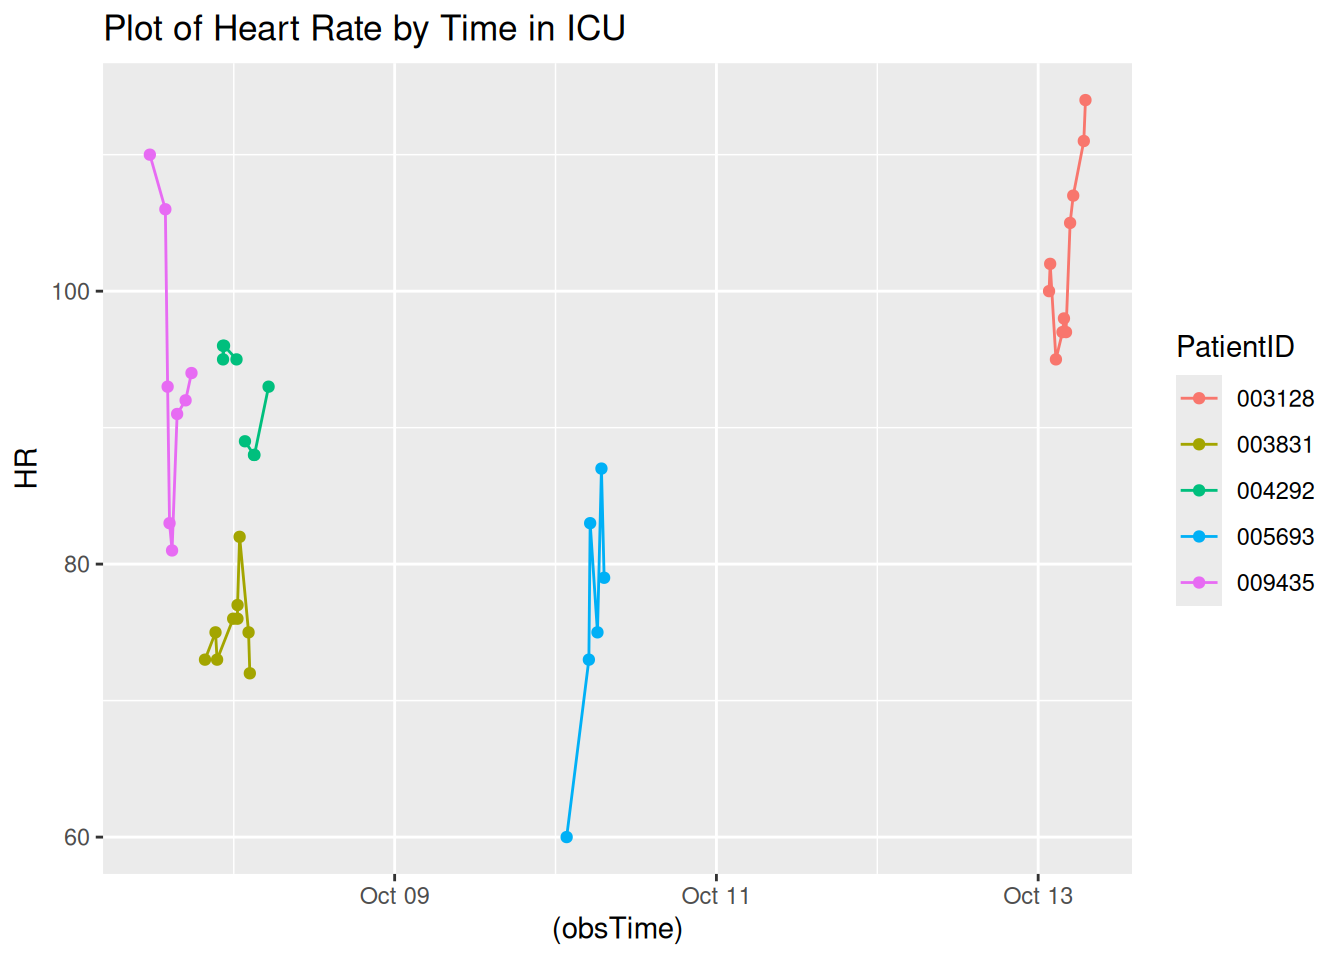 Plot of Heart Rate by Time in ICU
HR
100
80
60
Oct 09
Oct 11
Oct 13
(obsTime)
PatientID
003128
003831
004292
005693
009435